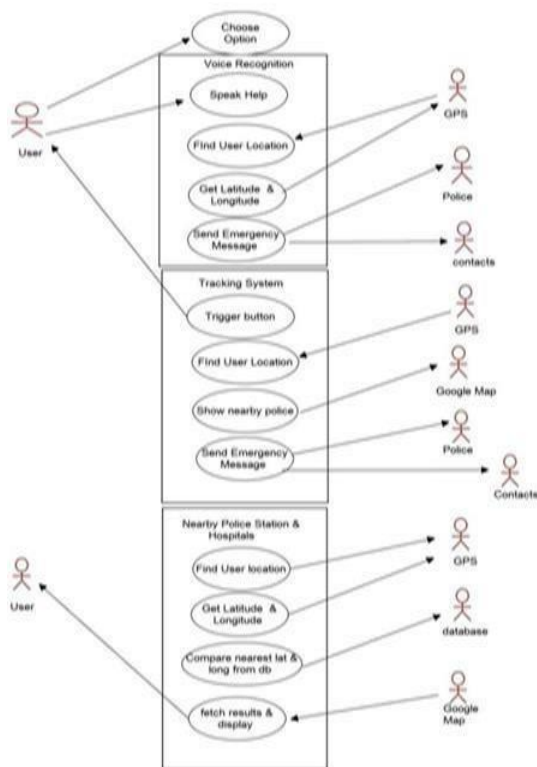 Choose
Option
Voice Recognition
Speak Help
GPS
User
Find User Location
Get Latitude & Longitude
Police
Send Emergency
Message
contacts
Tracking System
Trigger button
GPS
Find User Location
Google Map
Show nearby police
Police
Send Emergency
Message
Contacts
Nearby Police Station &
Hospitals
GPS
Find User location
User
Get Latitude &
Longitude
database
Compare nearest lat &
long from db
fetch results &
display
Google
Map